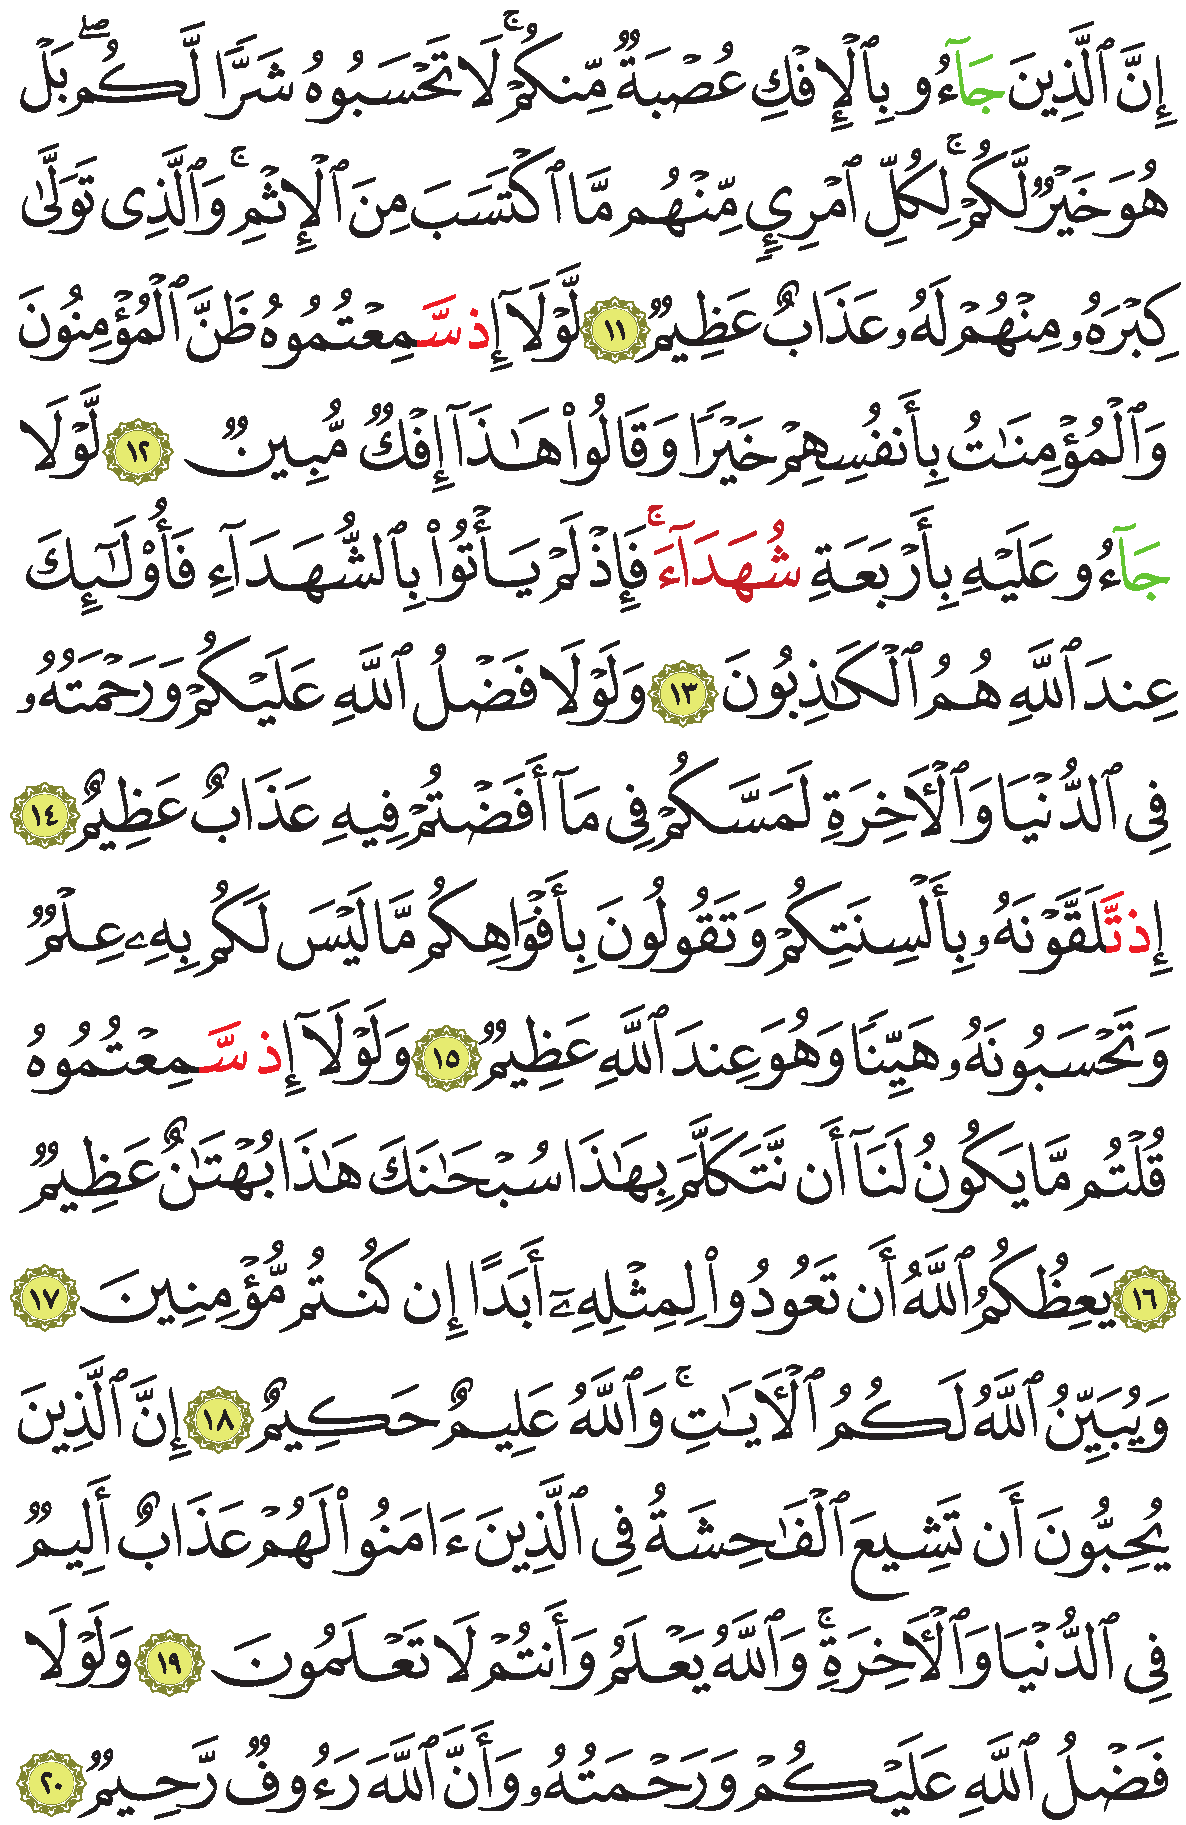 إِنَّ ٱلَّذِينَ جَآءُو بِٱلْإِفْكِ عُصْبَةٌ مِّنكُمْ ۚ لَا تَحْسَبُوهُ شَرًّا لَّكُم ۖ بَلْ
هُوَ خَيْرٌ لَّكُمْ ۚ لِكُلِّ ٱمْرِىٍٕ مِّنْهُم مَّا ٱكْتَسَبَ مِنَ ٱلْإِثْمِ ۚ وَٱلَّذِى تَوَلَّىٰ
كِبْرَهُۥ مِنْهُمْ لَهُۥ عَذَابٌ عَظِيمٌ ١١ لَّوْلَآ إِذ سَّمِعْتُمُوهُ ظَنَّ ٱلْمُؤْمِنُونَ
وَٱلْمُؤْمِنَٰتُ بِأَنفُسِهِمْ خَيْرًا وَقَالُوا۟ هَٰذَآ إِفْكٌ مُّبِينٌ ١٢ لَّوْلَا
جَآءُو عَلَيْهِ بِأَرْبَعَةِ شُهَدَآءَ ۚ فَإِذْ لَمْ يَأْتُوا۟ بِٱلشُّهَدَآءِ فَأُو۟لَٰٓئِكَ
عِندَ ٱللَّهِ هُمُ ٱلْكَٰذِبُونَ ١٣ وَلَوْلَا فَضْلُ ٱللَّهِ عَلَيْكُمْ وَرَحْمَتُهُۥ
فِى ٱلدُّنْيَا وَٱلْأَخِرَةِ لَمَسَّكُمْ فِى مَآ أَفَضْتُمْ فِيهِ عَذَابٌ عَظِيمٌ ١٤
إِذ تَّلَقَّوْنَهُۥ بِأَلْسِنَتِكُمْ وَتَقُولُونَ بِأَفْوَاهِكُم مَّا لَيْسَ لَكُم بِهِۦ عِلْمٌ
وَتَحْسَبُونَهُۥ هَيِّنًا وَهُوَ عِندَ ٱللَّهِ عَظِيمٌ ١٥ وَلَوْلَآ إِذ سَّمِعْتُمُوهُ
قُلْتُم مَّا يَكُونُ لَنَآ أَن نَّتَكَلَّمَ بِهَٰذَا سُبْحَٰنَكَ هَٰذَا بُهْتَٰنٌ عَظِيمٌ
١٦ يَعِظُكُمُ ٱللَّهُ أَن تَعُودُوا۟ لِمِثْلِهِۦٓ أَبَدًا إِن كُنتُم مُّؤْمِنِينَ ١٧
وَيُبَيِّنُ ٱللَّهُ لَكُمُ ٱلْأَيَٰتِ ۚ وَٱللَّهُ عَلِيمٌ حَكِيمٌ ١٨ إِنَّ ٱلَّذِينَ
يُحِبُّونَ أَن تَشِيعَ ٱلْفَٰحِشَةُ فِى ٱلَّذِينَ ءَامَنُوا۟ لَهُمْ عَذَابٌ أَلِيمٌ
فِى ٱلدُّنْيَا وَٱلْأَخِرَةِ ۚ وَٱللَّهُ يَعْلَمُ وَأَنتُمْ لَا تَعْلَمُونَ ١٩ وَلَوْلَا
فَضْلُ ٱللَّهِ عَلَيْكُمْ وَرَحْمَتُهُۥ وَأَنَّ ٱللَّهَ رَءُوفٌ رَّحِيمٌ ٢٠